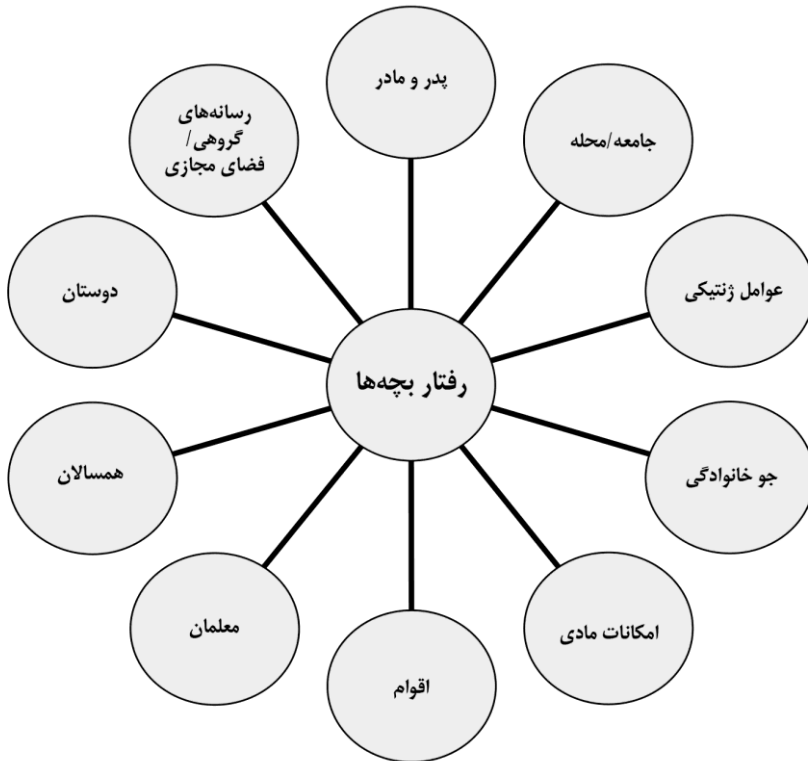 پدر و مادر
جامعه/محله
عوامل ژنتیکی
جو خانوادگی
امکانات مادی
اقوام
معلمان
همسالان
دوستان
رسانه‌های
گروهی/
فضای مجازی
رفتار بچه‌ها